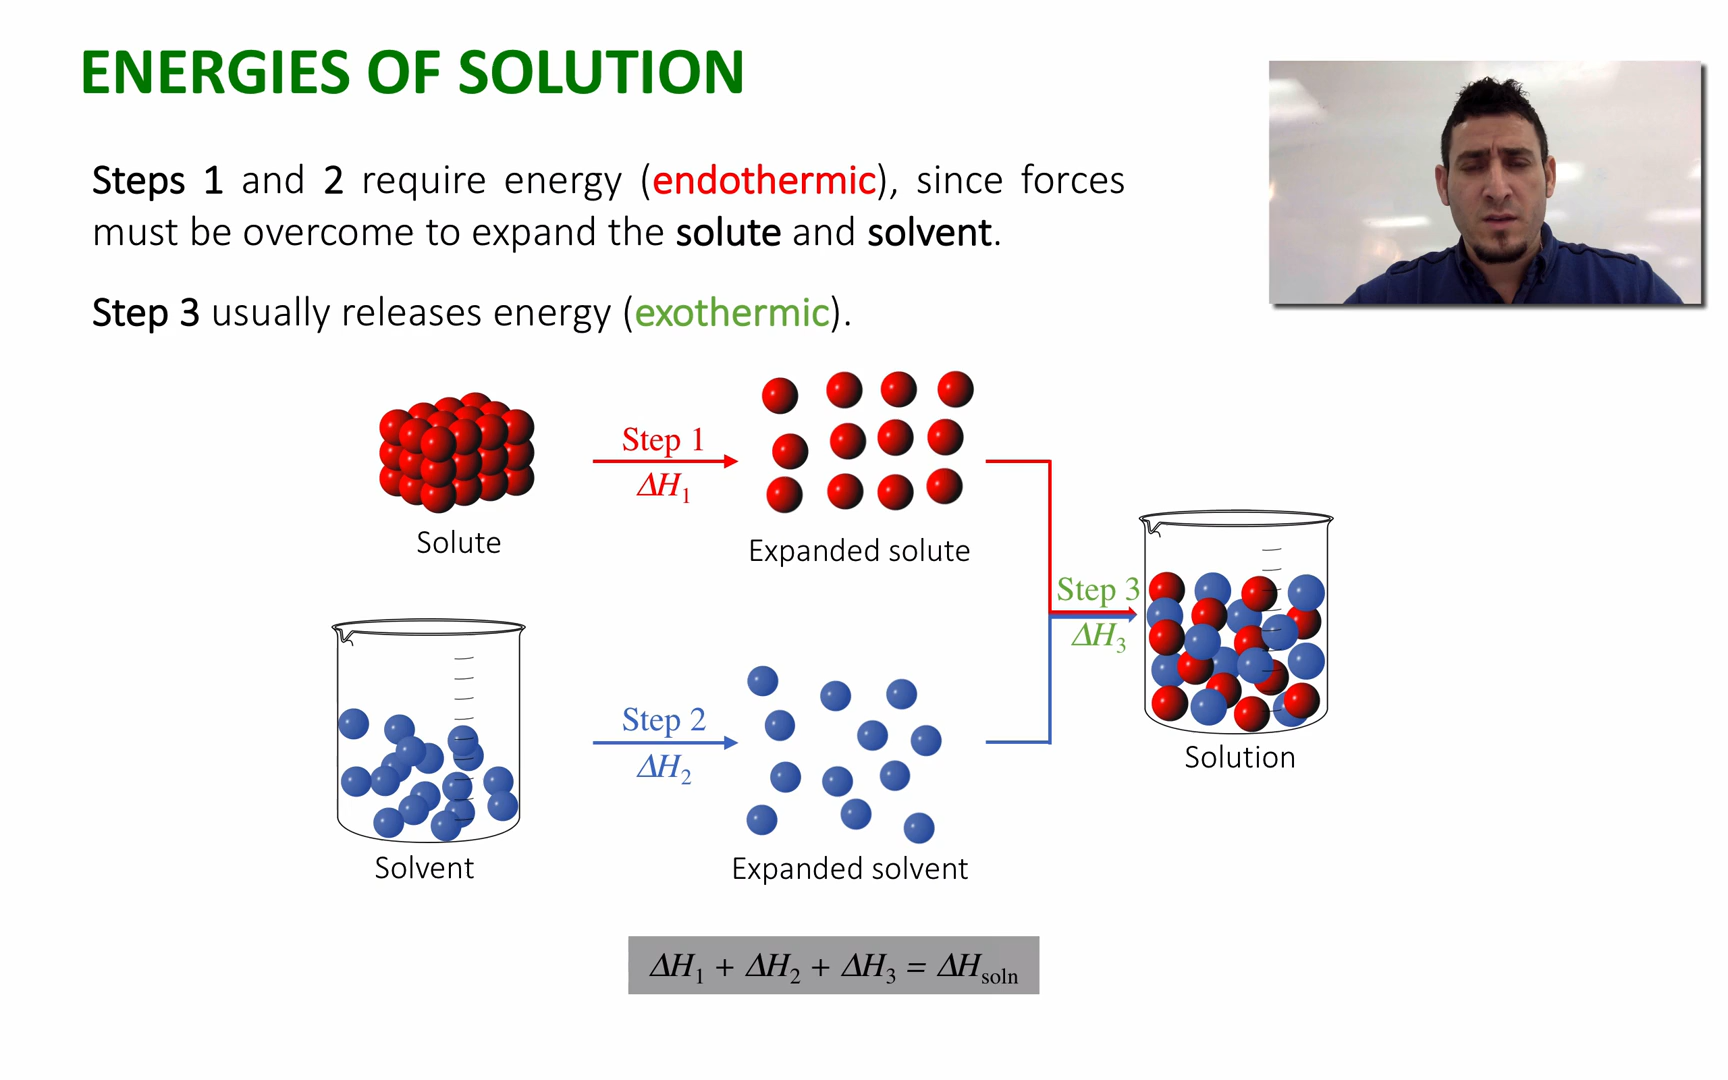 ENERGIES OF SOLUTION
Steps 1 and 2 require energy (endothermic), since forces
must be overcome to expand the solute and solvent.
Step 3 usually releases energy (exothermic).
Step 1
ΔH₁
Solute
Expanded solute
Step 3
ΔH₃
Solution
Step 2
ΔH₂
Solvent
Expanded solvent
ΔH₁ + ΔH₂ + ΔH₃ = ΔHsoln